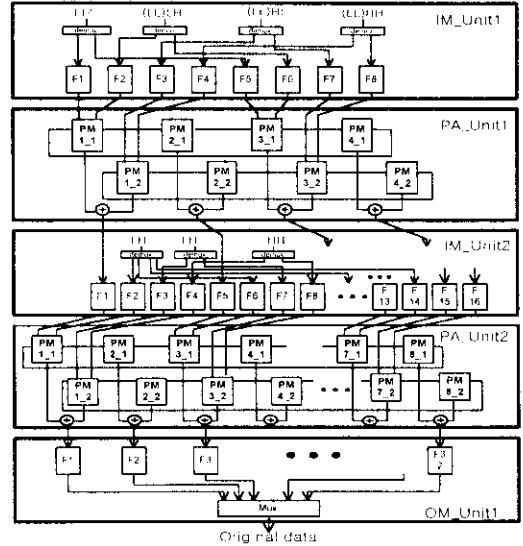 IM_Unit1
F1 F2 F3 F4 F5 F6 F7 F8
PA_Unit1
PM 1_1 PM 2_1 PM 3_1 PM 4_1
PM 1_2 PM 2_2 PM 3_2 PM 4_2
IM_Unit2
F1 F2 F3 F4 F5 F6 F7 F8 F 13 F 14 F 15 F 16
PA_Unit2
PM 1_1 PM 2_1 PM 3_1 PM 4_1 PM 7_1 PM 8_1
PM 1_2 PM 2_2 PM 3_2 PM 4_2 PM 7_2 PM 8_2
F1 F2 F3 F3 2
Mux
OM_Unit1
Original data